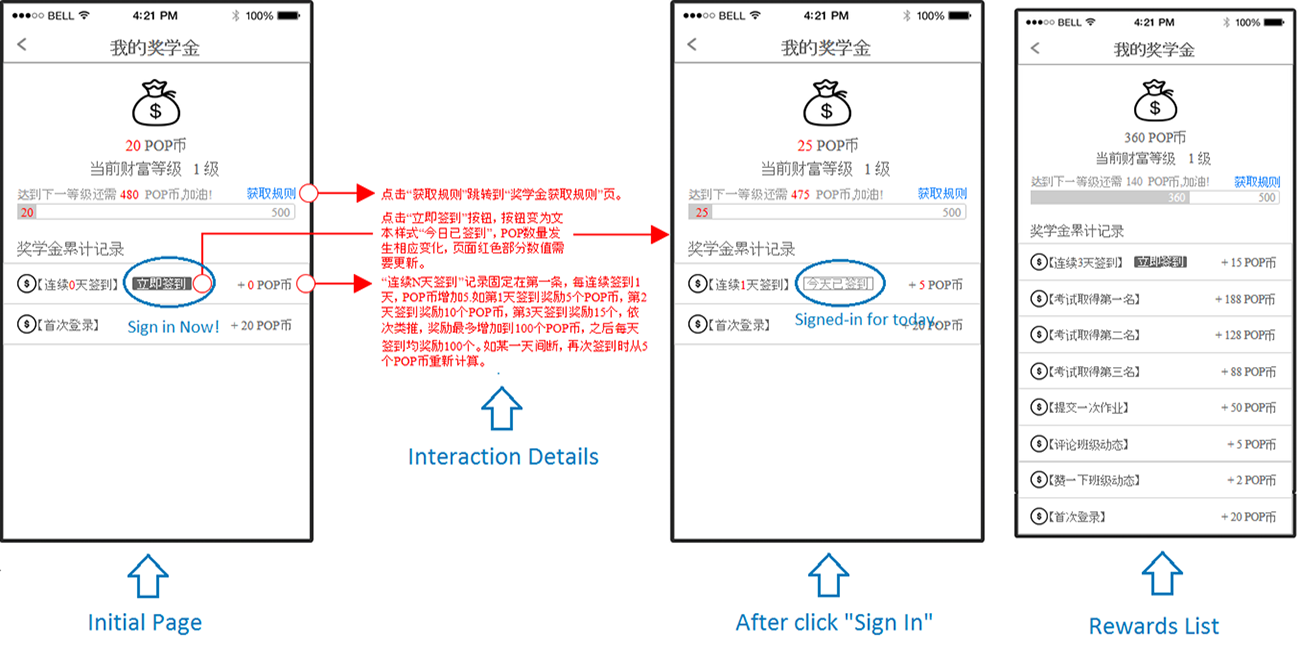 BELL 4:21 PM 100%
我的奖学金
$
20 POP币
当前财富等级 1 级
达到下一等级还需 480 POP币,加油! 获取规则
20 500
奖学金累计记录
$【连续0天签到】 立即签到 + 0 POP币
Sign in Now!
$【首次登录】 + 20 POP币
Initial Page
点击“获取规则”跳转到“奖学金获取规则”页。
点击“立即签到”按钮，按钮变为文
本样式“今日已签到”，POP数量发
生相应变化，页面红色部分数值需
要更新。
“连续N天签到”记录固定在第一条，每连续签到1
天，POP币增加5.如第1天签到奖励5个POP币，第2
天签到奖励10个POP币，第3天签到奖励15个，依
次类推，奖励最多增加到100个POP币，之后每天
签到均奖励100个。如某一天间断，再次签到时从5
个POP币重新计算。
Interaction Details
BELL 4:21 PM 100%
我的奖学金
$
25 POP币
当前财富等级 1 级
达到下一等级还需 475 POP币,加油! 获取规则
25 500
奖学金累计记录
$【连续1天签到】 今天已签到 + 5 POP币
Signed-in for today
$【首次登录】 + 20 POP币
After click "Sign In"
BELL 4:21 PM 100%
我的奖学金
$
360 POP币
当前财富等级 1 级
达到下一等级还需 140 POP币,加油! 获取规则
360 500
奖学金累计记录
$【连续3天签到】 立即签到 + 15 POP币
$【考试取得第一名】 + 188 POP币
$【考试取得第二名】 + 128 POP币
$【考试取得第三名】 + 88 POP币
$【提交一次作业】 + 50 POP币
$【评论班级动态】 + 5 POP币
$【赞一下班级动态】 + 2 POP币
$【首次登录】 + 20 POP币
Rewards List